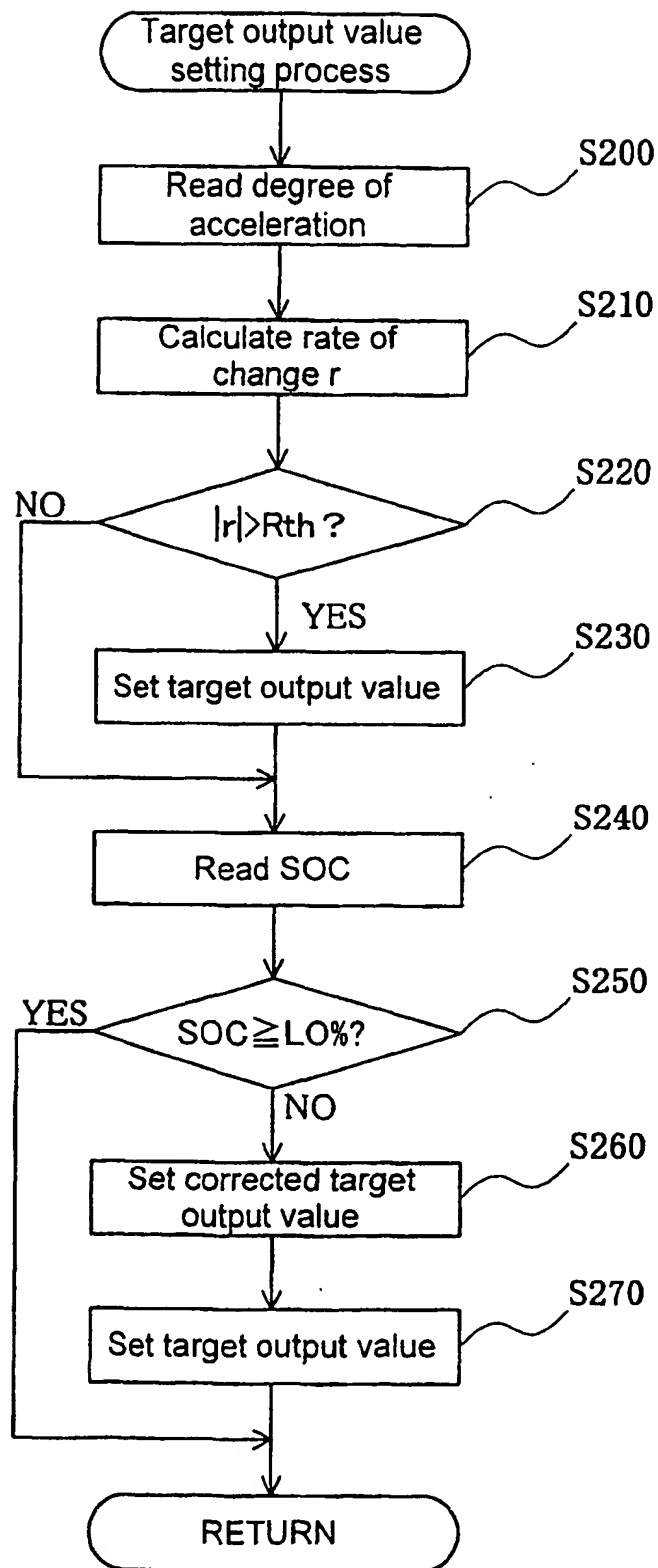 Target output value
setting process
S200
Read degree of
acceleration
S210
Calculate rate of
change r
S220
NO
|r|>Rth?
YES
S230
Set target output value
S240
Read SOC
S250
YES
SOC≧LO%?
NO
S260
Set corrected target
output value
S270
Set target output value
RETURN